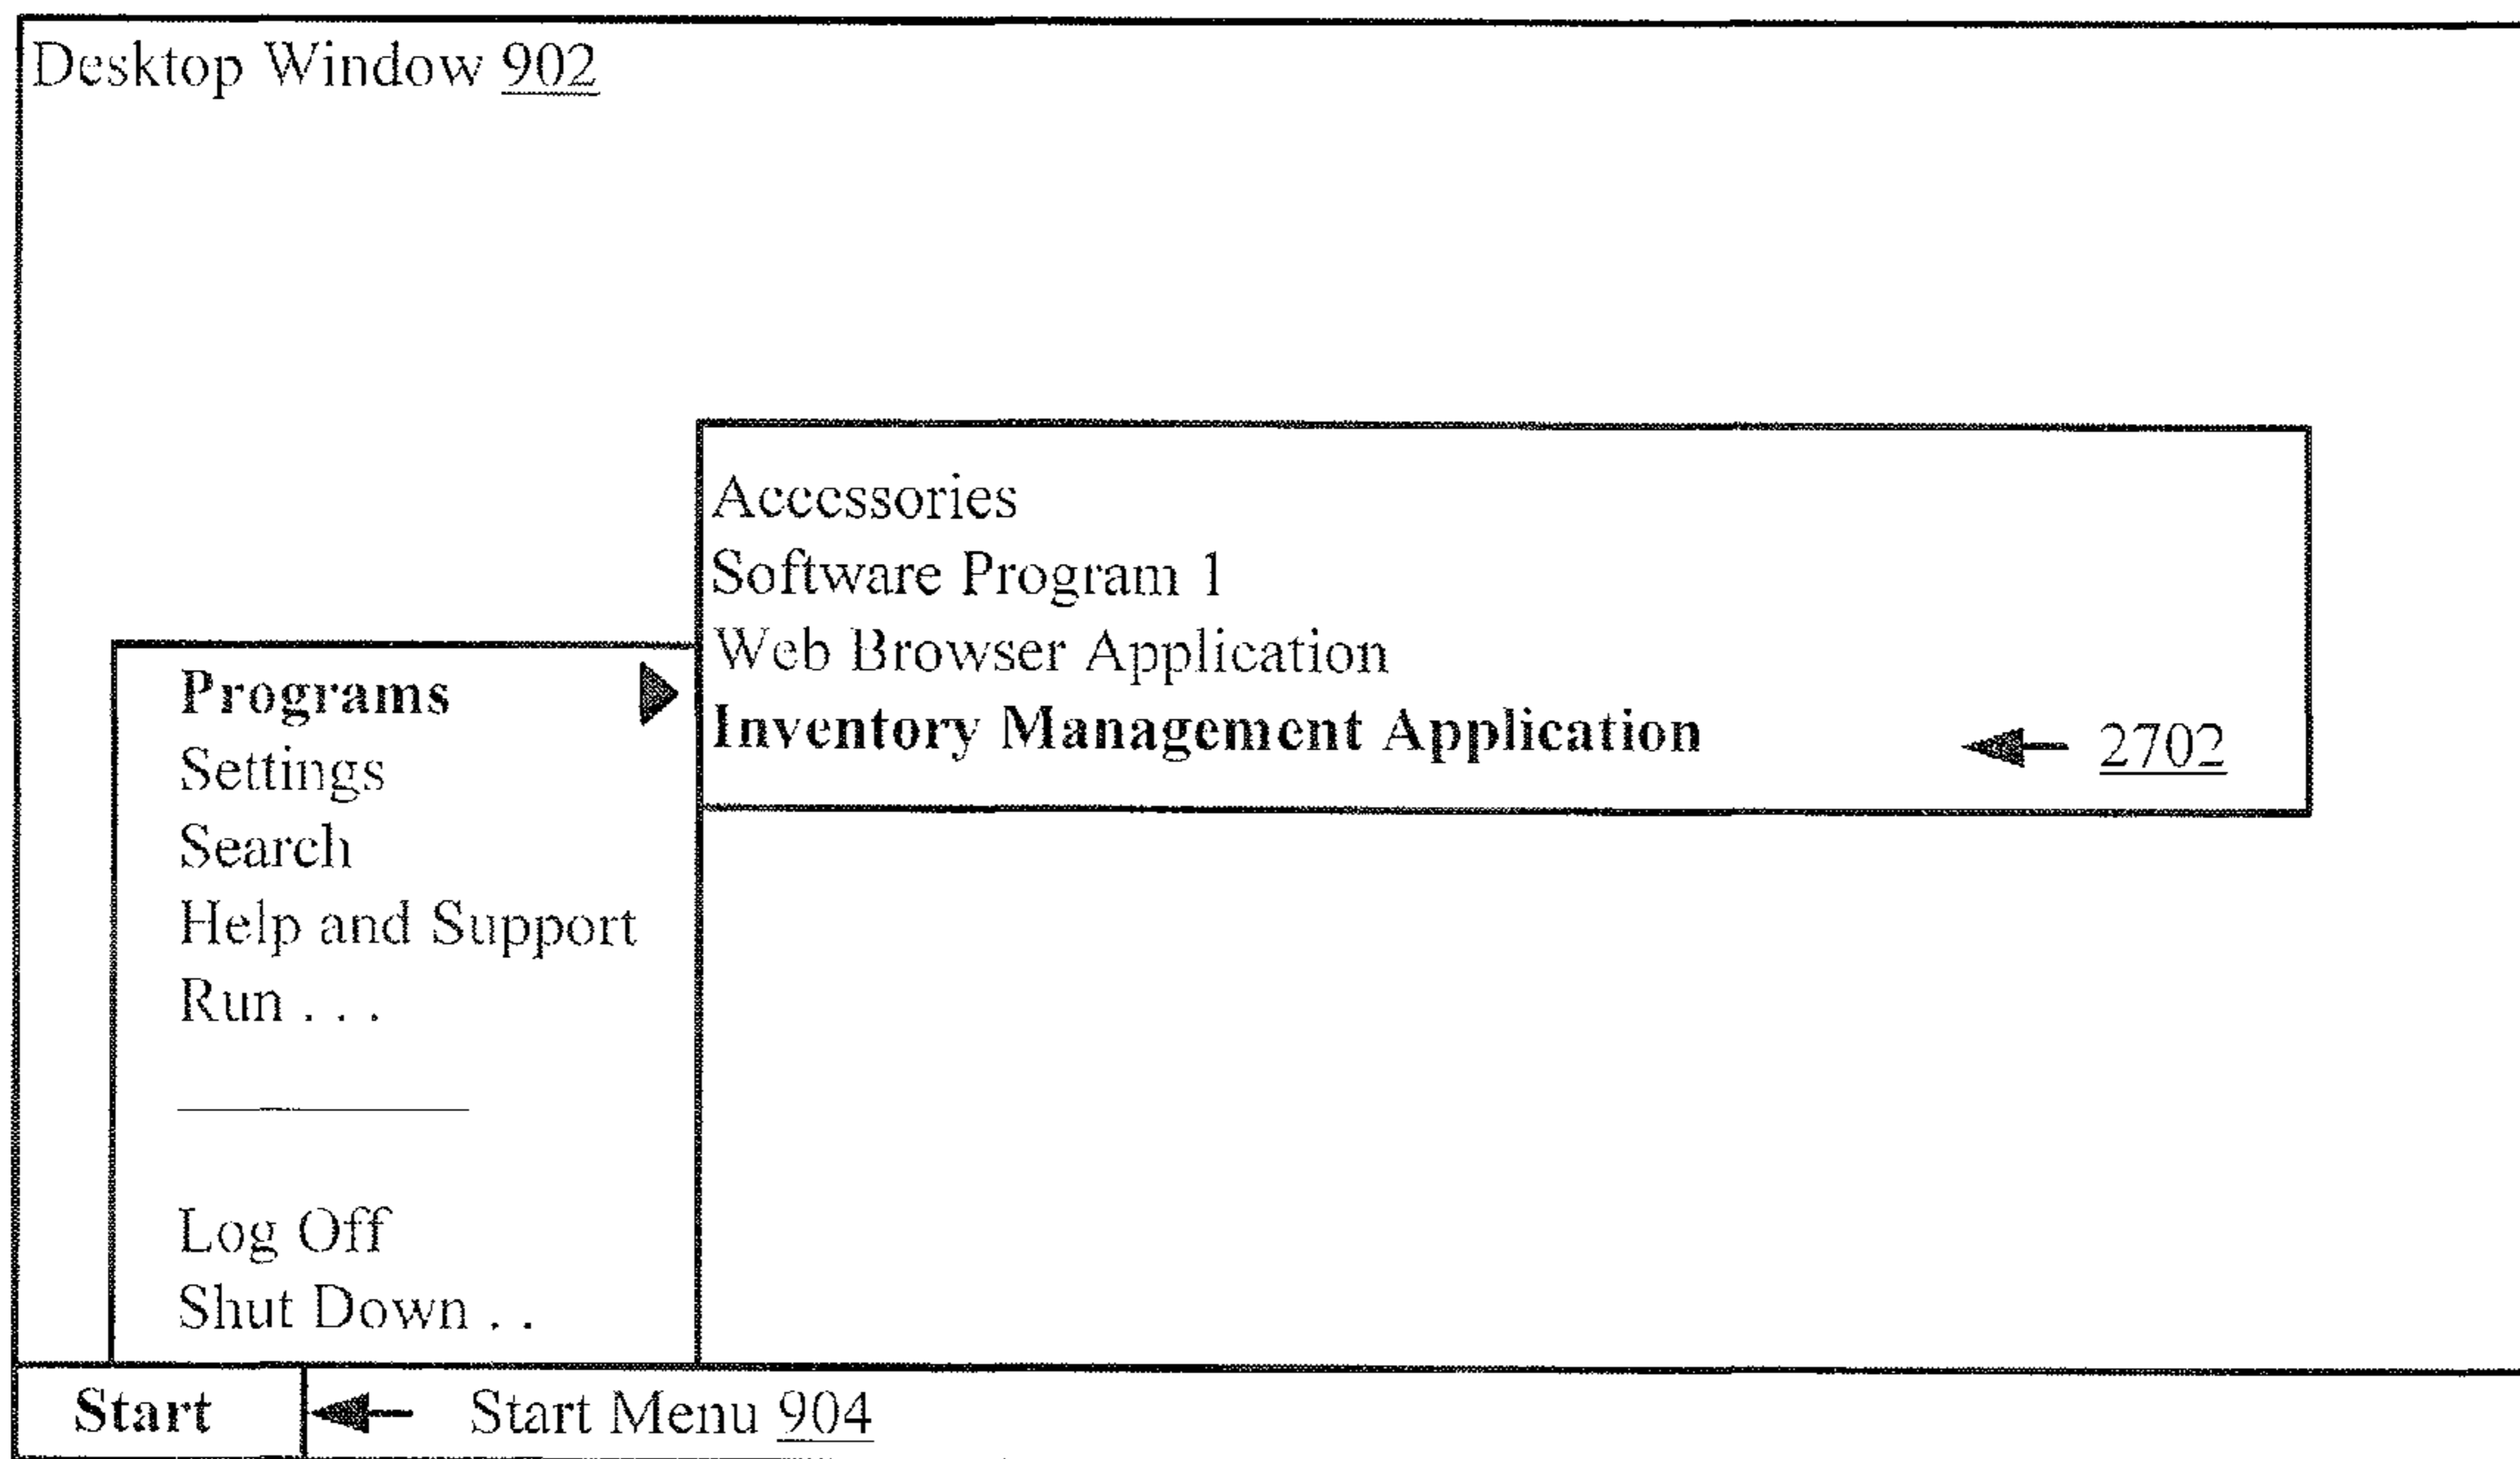 Desktop Window 902
Accessories
Software Program 1
Web Browser Application
Inventory Management Application 2702
Programs
Settings
Search
Help and Support
Run . . .
Log Off
Shut Down . .
Start
Start Menu 904